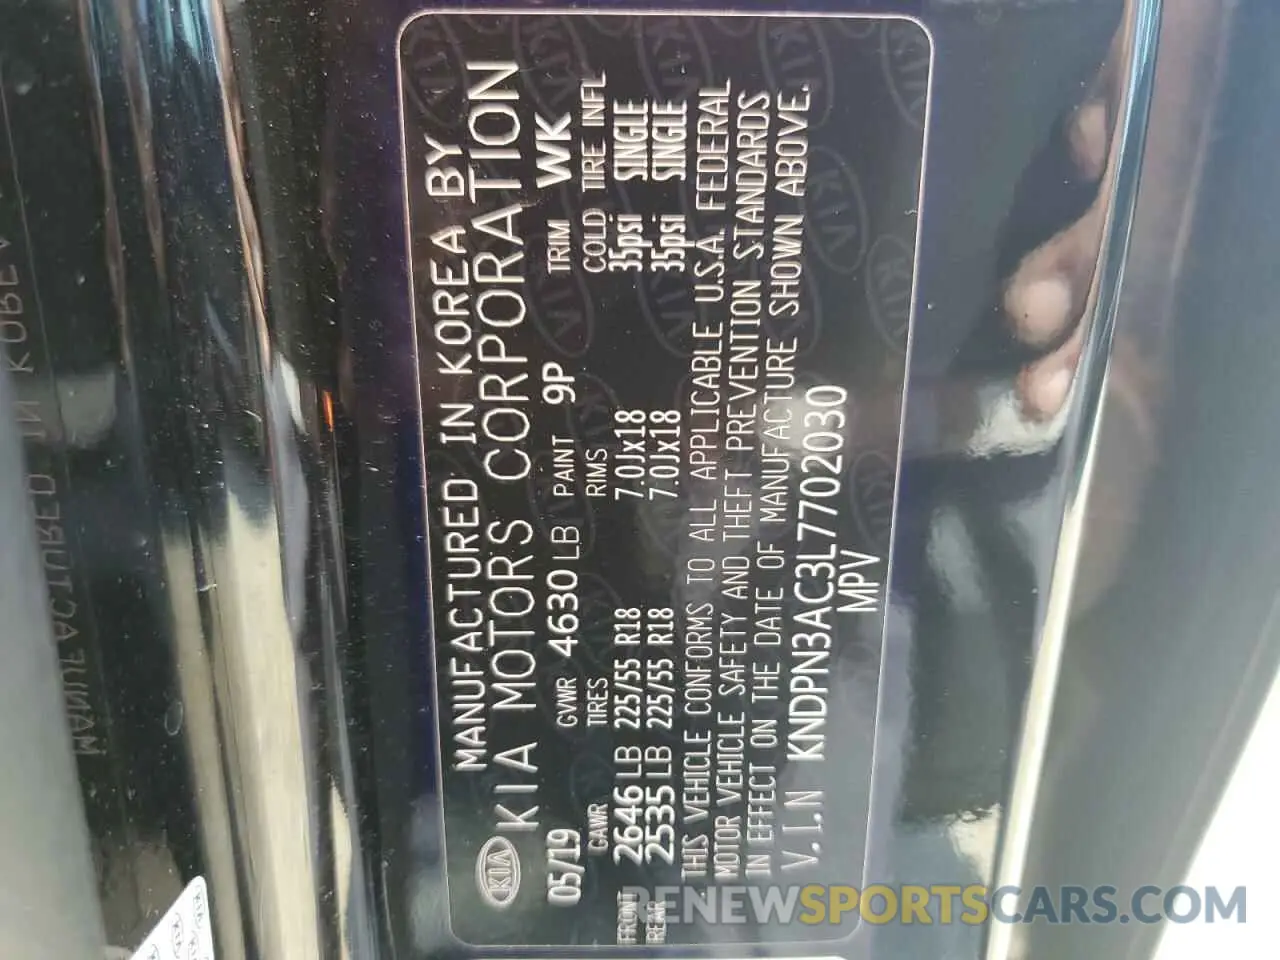 MANUFACTURED IN KOREA BY
KIA KIA MOTORS CORPORATION
05/19 GVWR 4630 LB PAINT 9P TRIM WK
GAWR TIRES RIMS COLD TIRE INFL
FRONT 2646 LB 225/55 R18 7.0Jx18 35psi SINGLE
REAR 2535 LB 225/55 R18 7.0Jx18 35psi SINGLE
THIS VEHICLE CONFORMS TO ALL APPLICABLE U.S.A. FEDERAL
MOTOR VEHICLE SAFETY AND THEFT PREVENTION STANDARDS
IN EFFECT ON THE DATE OF MANUFACTURE SHOWN ABOVE.
V.I.N KNDPN3AC3L7702030
MPV
RENEWSPORTSCARS.COM